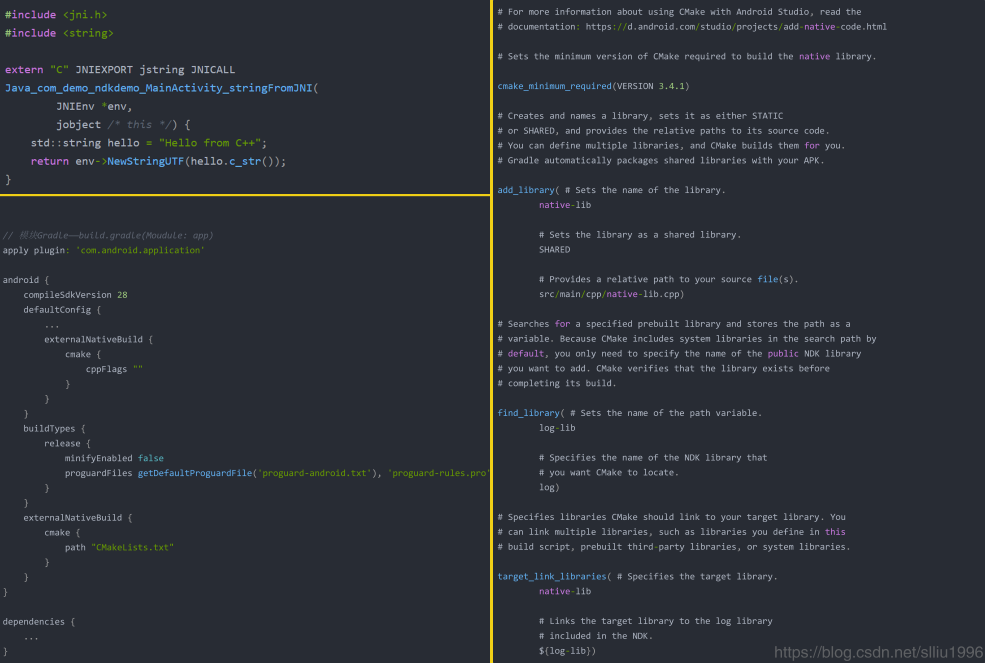 #include <jni.h>
#include <string>
extern "C" JNIEXPORT jstring JNICALL
Java_com_demo_ndkdemo_MainActivity_stringFromJNI(
JNIEnv *env,
jobject /* this */) {
std::string hello = "Hello from C++";
return env->NewStringUTF(hello.c_str());
}
// 模块Gradle——build.gradle(Moudule: app)
apply plugin: 'com.android.application'
android {
compileSdkVersion 28
defaultConfig {
...
externalNativeBuild {
cmake {
cppFlags ""
}
}
}
buildTypes {
release {
minifyEnabled false
proguardFiles getDefaultProguardFile('proguard-android.txt'), 'proguard-rules.pro'
}
}
externalNativeBuild {
cmake {
path "CMakeLists.txt"
}
}
}
dependencies {
...
}
# For more information about using CMake with Android Studio, read the
# documentation: https://d.android.com/studio/projects/add-native-code.html
# Sets the minimum version of CMake required to build the native library.
cmake_minimum_required(VERSION 3.4.1)
# Creates and names a library, sets it as either STATIC
# or SHARED, and provides the relative paths to its source code.
# You can define multiple libraries, and CMake builds them for you.
# Gradle automatically packages shared libraries with your APK.
add_library( # Sets the name of the library.
native-lib
# Sets the library as a shared library.
SHARED
# Provides a relative path to your source file(s).
src/main/cpp/native-lib.cpp)
# Searches for a specified prebuilt library and stores the path as a
# variable. Because CMake includes system libraries in the search path by
# default, you only need to specify the name of the public NDK library
# you want to add. CMake verifies that the library exists before
# completing its build.
find_library( # Sets the name of the path variable.
log-lib
# Specifies the name of the NDK library that
# you want CMake to locate.
log)
# Specifies libraries CMake should link to your target library. You
# can link multiple libraries, such as libraries you define in this
# build script, prebuilt third-party libraries, or system libraries.
target_link_libraries( # Specifies the target library.
native-lib
# Links the target library to the log library
# included in the NDK.
${log-lib})
https://blog.csdn.net/slliu1996